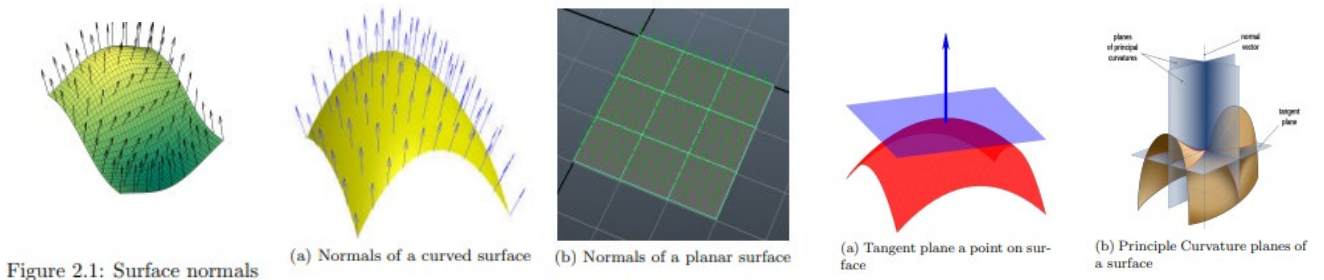 planes
of principal
curvatures
normal
vector
tangent
plane
Figure 2.1: Surface normals
(a) Normals of a curved surface
(b) Normals of a planar surface
(a) Tangent plane a point on sur-
face
(b) Principle Curvature planes of
a surface